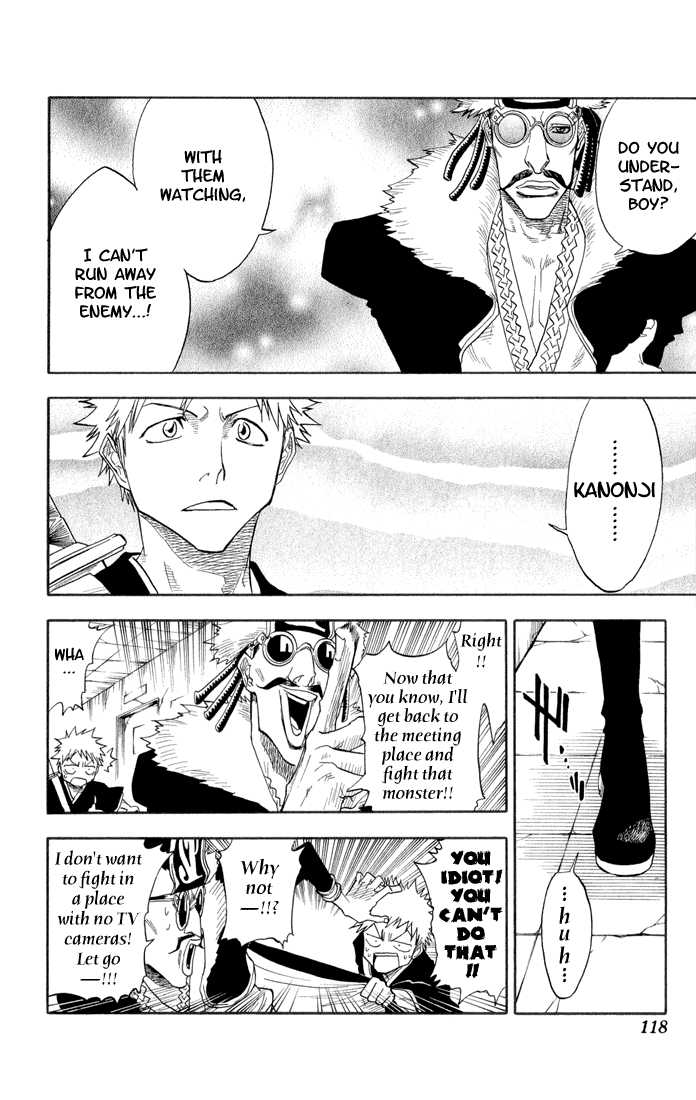 DO YOU
UNDER-
STAND,
BOY?
WITH
THEM
WATCHING,
I CAN'T
RUN AWAY
FROM THE
ENEMY...!
........
KANONJI
........
...huh...
Right
!!
Now that
you know, I'll
get back to
the meeting
place and
fight that
monster!!
WHA
...
YOU
IDIOT!
YOU
CAN'T
DO
THAT
!!
Why
not
—!!?
I don't want
to fight in
a place
with no TV
cameras!
Let go
—!!!
118